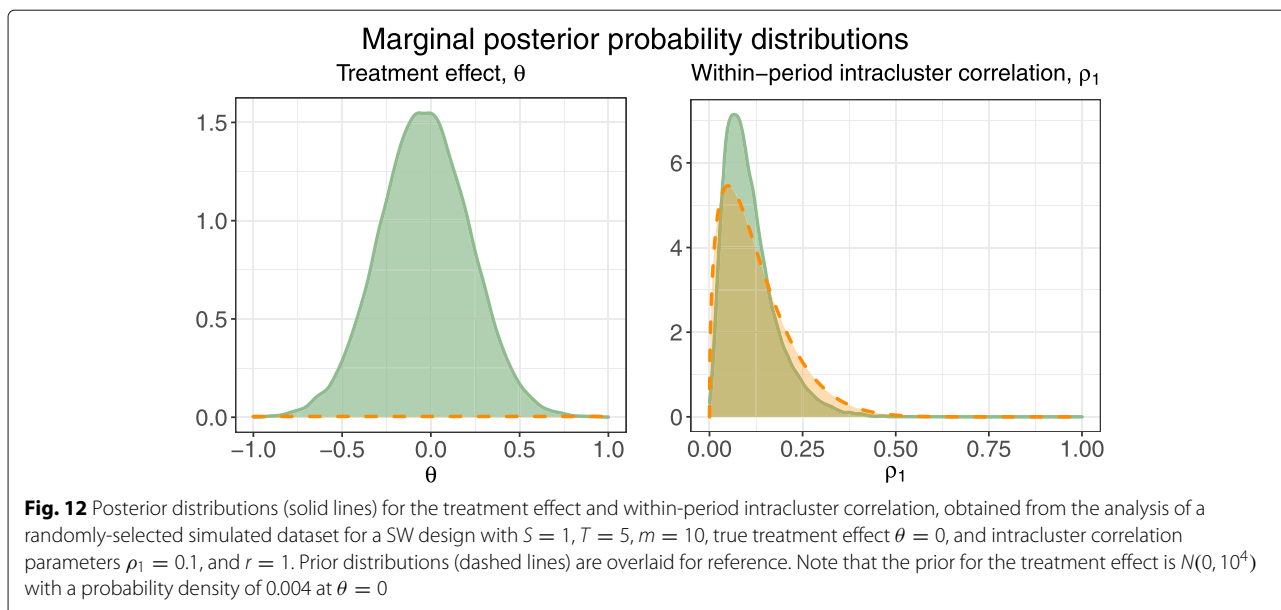 Marginal posterior probability distributions
Treatment effect, θ
Within−period intracluster correlation, ρ₁
1.5
1.0
0.5
0.0
−1.0 −0.5 0.0 0.5 1.0
θ
6
4
2
0
0.00 0.25 0.50 0.75 1.00
ρ₁
Fig. 12 Posterior distributions (solid lines) for the treatment effect and within-period intracluster correlation, obtained from the analysis of a
randomly-selected simulated dataset for a SW design with S = 1, T = 5, m = 10, true treatment effect θ = 0, and intracluster correlation
parameters ρ₁ = 0.1, and r = 1. Prior distributions (dashed lines) are overlaid for reference. Note that the prior for the treatment effect is N(0, 10⁴)
with a probability density of 0.004 at θ = 0